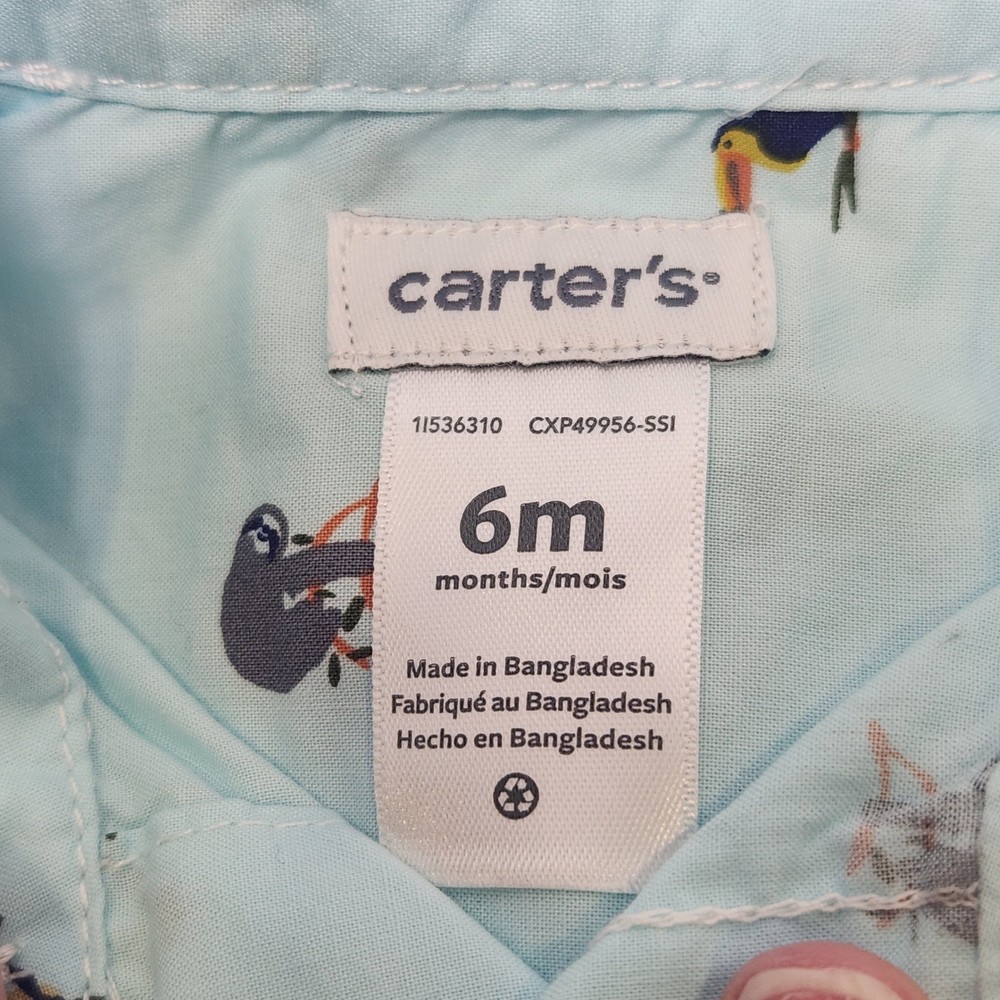 carter's®
1I536310 CXP49956-SSI
6m
months/mois
Made in Bangladesh
Fabriqué au Bangladesh
Hecho en Bangladesh